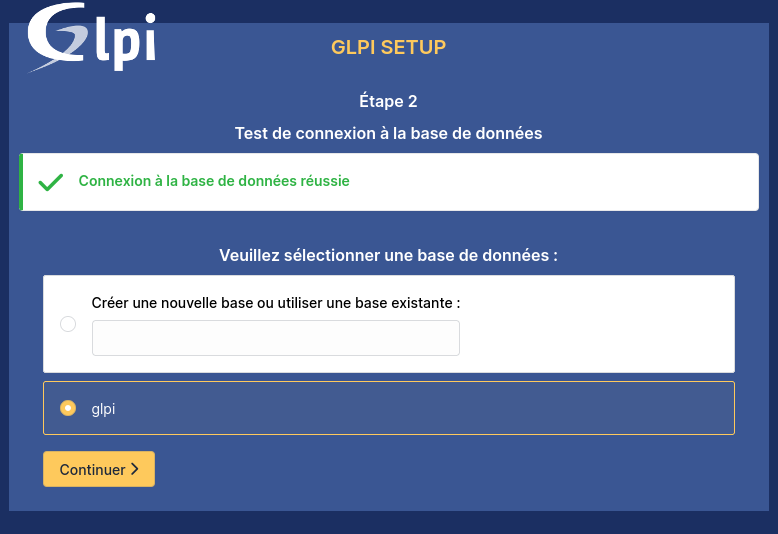 Glpi
GLPI SETUP
Étape 2
Test de connexion à la base de données
Connexion à la base de données réussie
Veuillez sélectionner une base de données :
Créer une nouvelle base ou utiliser une base existante :
glpi
Continuer